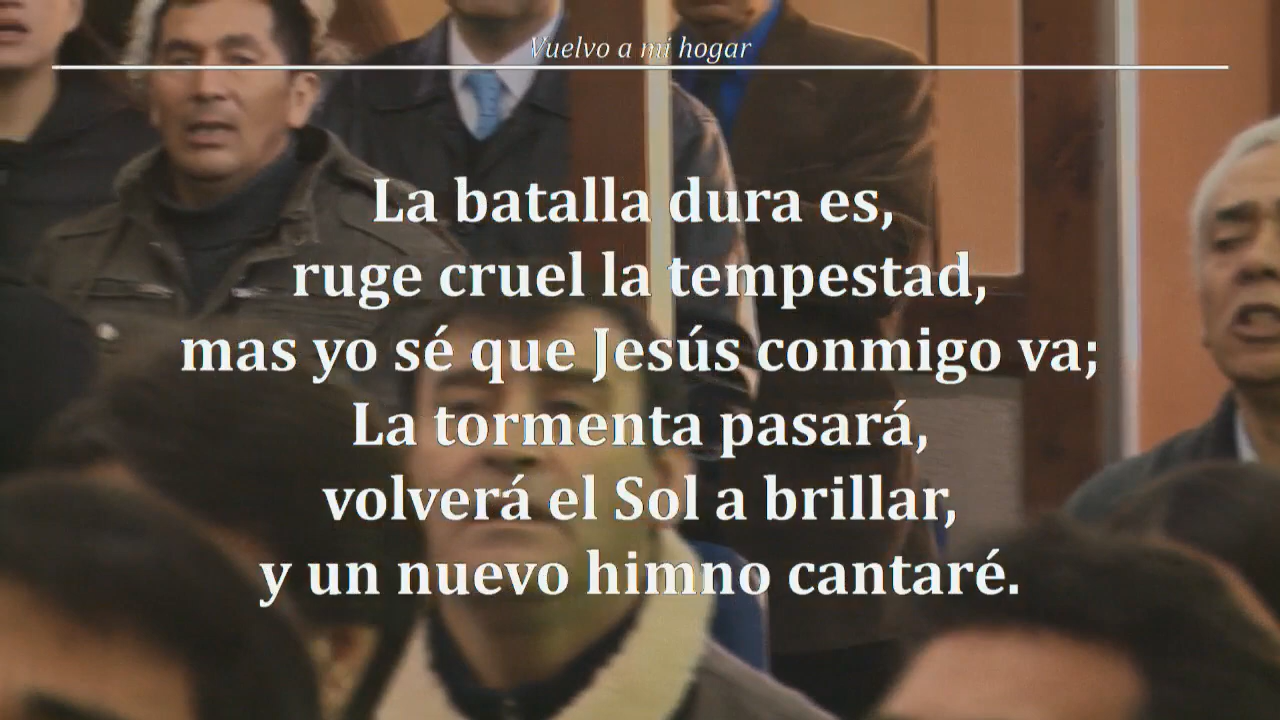 Vuelvo a mi hogar
La batalla dura es,
ruge cruel la tempestad,
mas yo sé que Jesús conmigo va;
La tormenta pasará,
volverá el Sol a brillar,
y un nuevo himno cantaré.